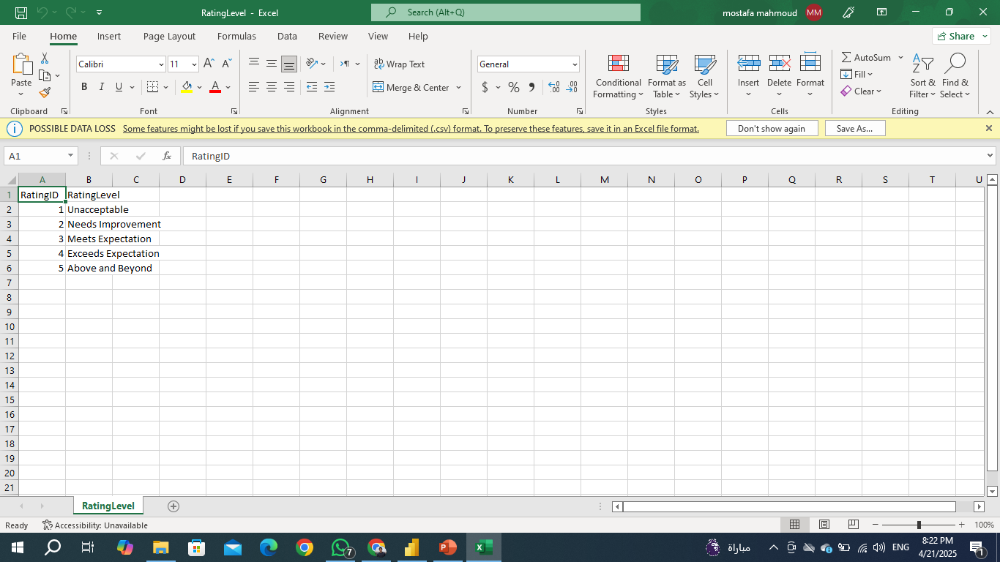 RatingLevel - Excel
Search (Alt+Q)
mostafa mahmoud MM
File Home Insert Page Layout Formulas Data Review View Help Share
Calibri 11 A A General
Paste B I U A ab Wrap Text Merge & Center $ % 9
Conditional Formatting Format as Table Cell Styles
Insert Delete Format
AutoSum Fill Clear
Sort & Filter Find & Select
Clipboard Font Alignment Number Styles Cells Editing
POSSIBLE DATA LOSS Some features might be lost if you save this workbook in the comma-delimited (.csv) format. To preserve these features, save it in an Excel file format. Don't show again Save As...
A1 fx RatingID
A B C D E F G H I J K L M N O P Q R S T U
1 RatingID RatingLevel
2 1 Unacceptable
3 2 Needs Improvement
4 3 Meets Expectation
5 4 Exceeds Expectation
6 5 Above and Beyond
7
8
9
10
11
12
13
14
15
16
17
18
19
20
21
RatingLevel
Ready Accessibility: Unavailable 100%
7 مباراة ENG 8:22 PM
4/21/2025 1